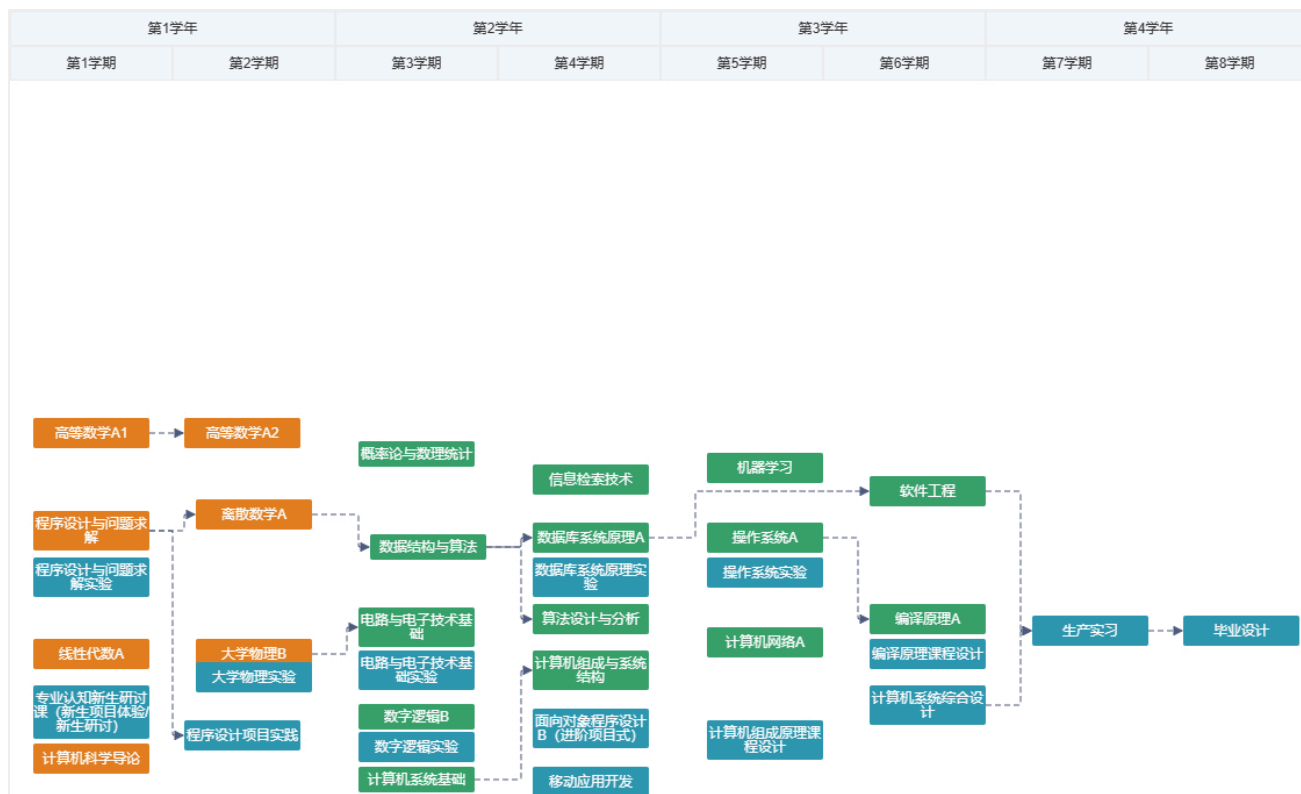 第1学年
第2学年
第3学年
第4学年
第1学期
第2学期
第3学期
第4学期
第5学期
第6学期
第7学期
第8学期
高等数学A1
高等数学A2
概率论与数理统计
信息检索技术
机器学习
软件工程
程序设计与问题求
解
离散数学A
数据结构与算法
数据库系统原理A
操作系统A
程序设计与问题求
解实验
数据库系统原理实
验
操作系统实验
电路与电子技术基
础
算法设计与分析
编译原理A
生产实习
毕业设计
线性代数A
大学物理B
大学物理实验
电路与电子技术基
础实验
计算机组成与系统
结构
计算机网络A
编译原理课程设计
专业认知新生研讨
课（新生项目体验/
新生研讨）
程序设计项目实践
数字逻辑B
数字逻辑实验
面向对象程序设计
B（进阶项目式）
计算机组成原理课
程设计
计算机系统综合设
计
计算机科学导论
计算机系统基础
移动应用开发